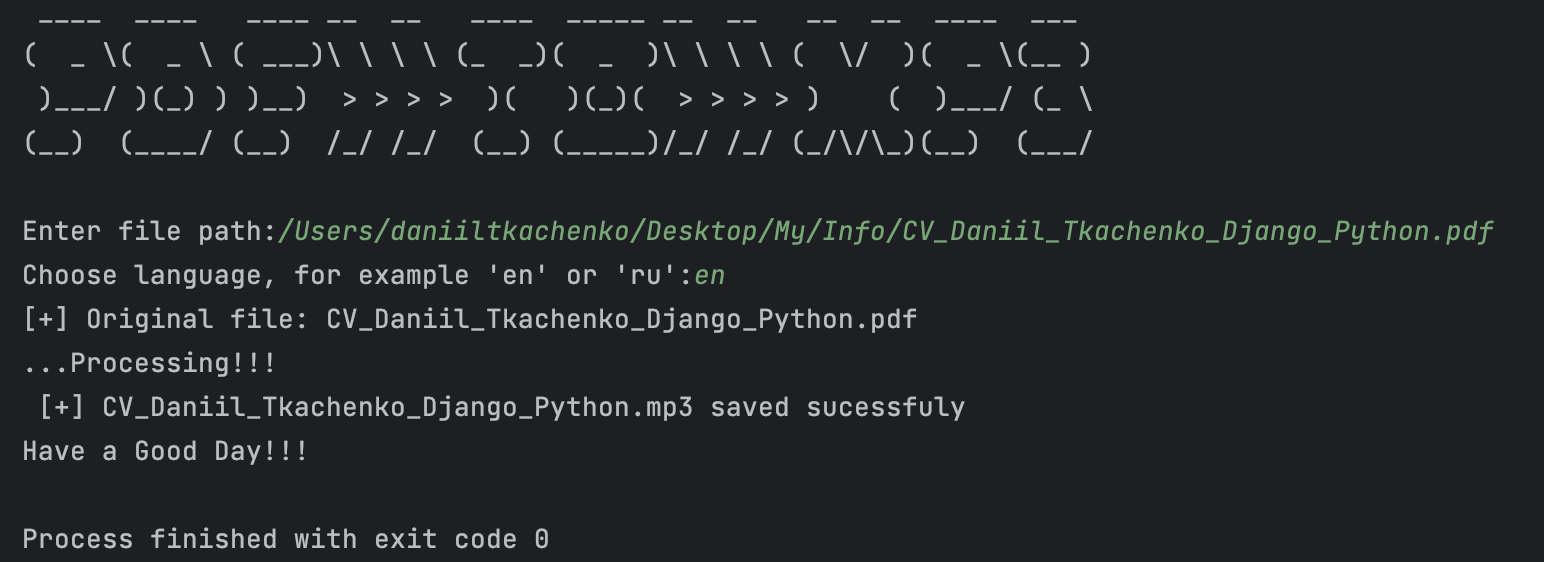 ____  ____   ____ __  __   ____  _____ __  __   __  __  ____  ___
(  _ \(  _ \ ( ___)\ \ \ \ (_  _)(  _  )\ \ \ \ (  \/  )(  _ \(__ )
 )___/ )(_) ) )__)  > > > >  )(   )(_)(  > > > > )    (  )___/ (_ \
(__)  (____/ (__)  /_/ /_/  (__) (_____)/_/ /_/ (_/\/\_)(__)  (___/
Enter file path:/Users/daniiltkachenko/Desktop/My/Info/CV_Daniil_Tkachenko_Django_Python.pdf
Choose language, for example 'en' or 'ru':en
[+] Original file: CV_Daniil_Tkachenko_Django_Python.pdf
...Processing!!!
 [+] CV_Daniil_Tkachenko_Django_Python.mp3 saved sucessfuly
Have a Good Day!!!
Process finished with exit code 0